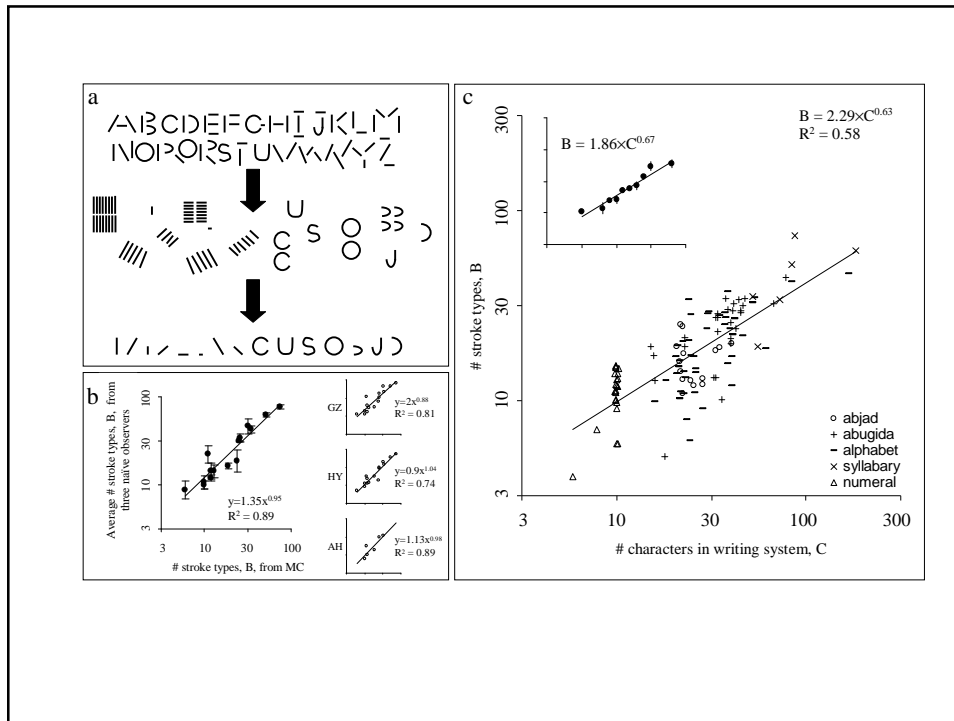 a
ABCDEFGHIJKLM
NOPQRSTUVWXYZ
b
Average # stroke types, B, from
three naïve observers
100
30
10
3
y=1.35x^0.95
R² = 0.89
3 10 30 100
# stroke types, B, from MC
GZ
y=2x^0.88
R² = 0.81
HY
y=0.9x^1.04
R² = 0.74
AH
y=1.13x^0.98
R² = 0.89
c
B = 1.86×C^0.67
B = 2.29×C^0.63
R² = 0.58
# stroke types, B
300
100
30
10
3
abjad
abugida
alphabet
syllabary
numeral
3 10 30 100 300
# characters in writing system, C